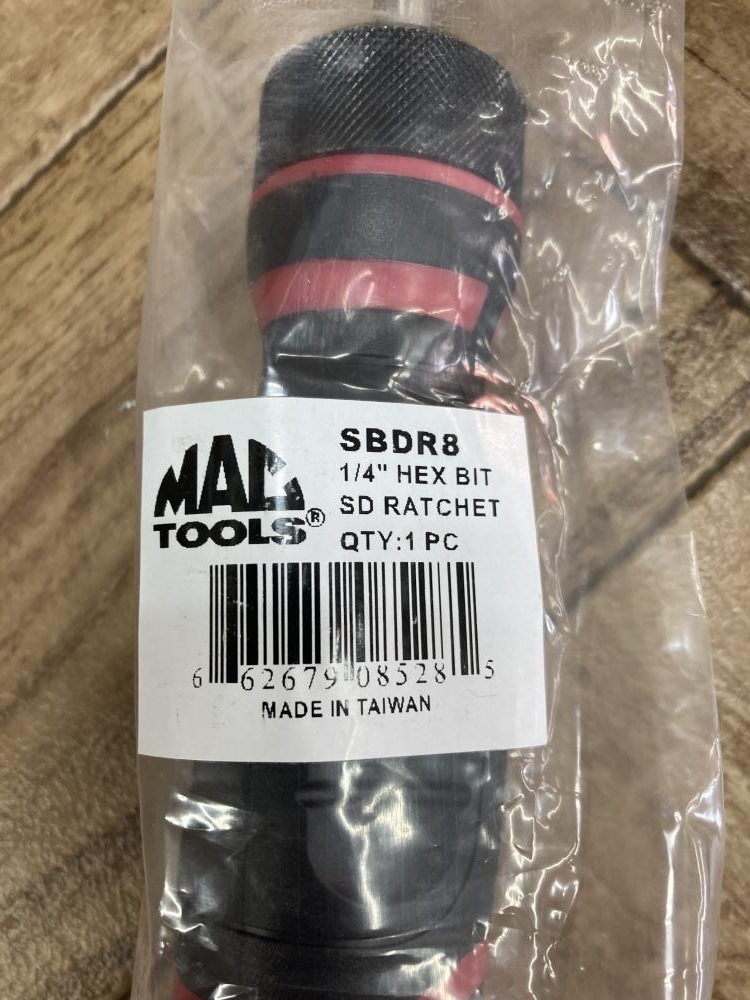 MAC
TOOLS®
SBDR8
1/4" HEX BIT
SD RATCHET
QTY:1 PC
6 62679 08528 5
MADE IN TAIWAN